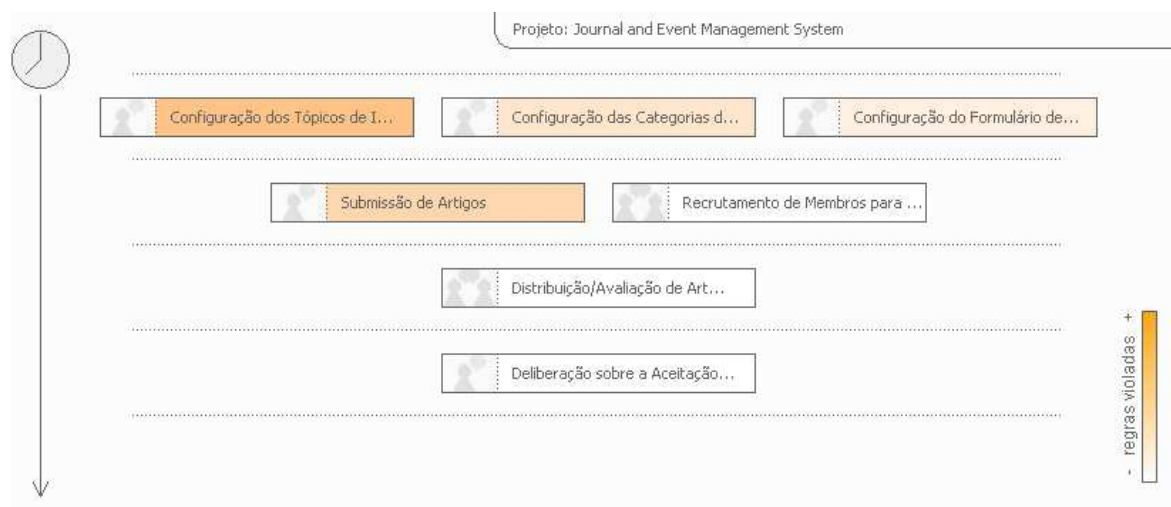 Projeto: Journal and Event Management System
Configuração dos Tópicos de I...
Configuração das Categorias d...
Configuração do Formulário de...
Submissão de Artigos
Recrutamento de Membros para ...
Distribuição/Avaliação de Art...
Deliberação sobre a Aceitação...
- regras violadas +